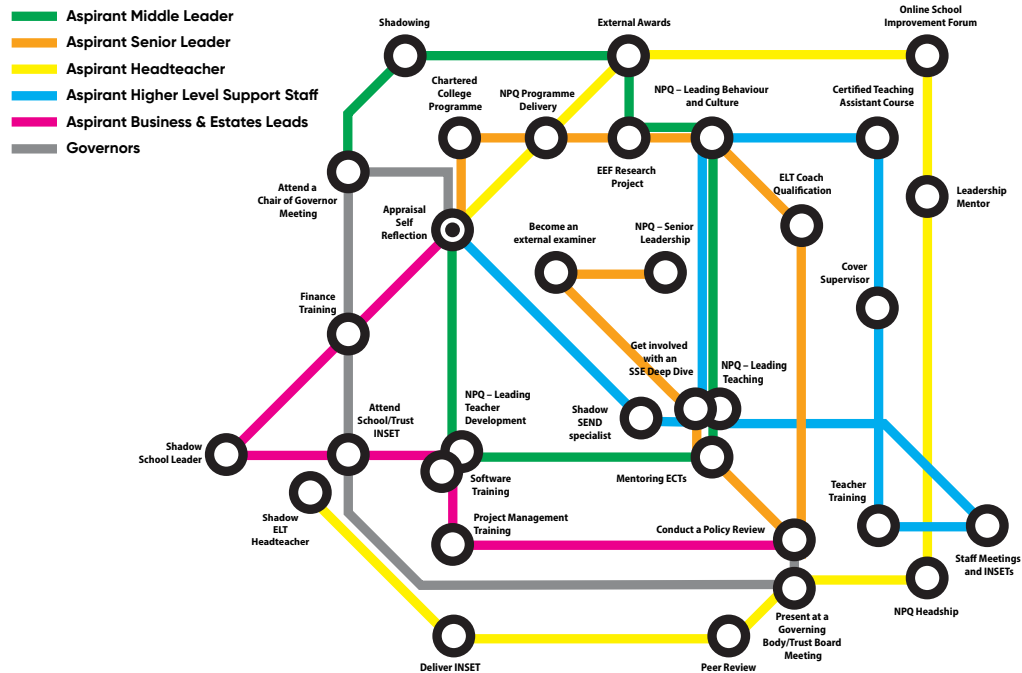 Aspirant Middle Leader
Aspirant Senior Leader
Aspirant Headteacher
Aspirant Higher Level Support Staff
Aspirant Business & Estates Leads
Governors
Shadowing
External Awards
Online School
Improvement Forum
Chartered
College
Programme
NPQ Programme
Delivery
NPQ – Leading Behaviour
and Culture
Certified Teaching
Assistant Course
EEF Research
Project
ELT Coach
Qualification
Attend a
Chair of Governor
Meeting
Leadership
Mentor
Appraisal
Self
Reflection
Become an
external examiner
NPQ – Senior
Leadership
Cover
Supervisor
Finance
Training
Get involved
with an
SSE Deep Dive
NPQ – Leading
Teaching
NPQ – Leading
Teacher
Development
Attend
School/Trust
INSET
Shadow
SEND
specialist
Shadow
School Leader
Software
Training
Mentoring ECTs
Teacher
Training
Shadow
ELT
Headteacher
Project Management
Training
Conduct a Policy Review
Staff Meetings
and INSETs
NPQ Headship
Present at a
Governing
Body/Trust Board
Meeting
Deliver INSET
Peer Review